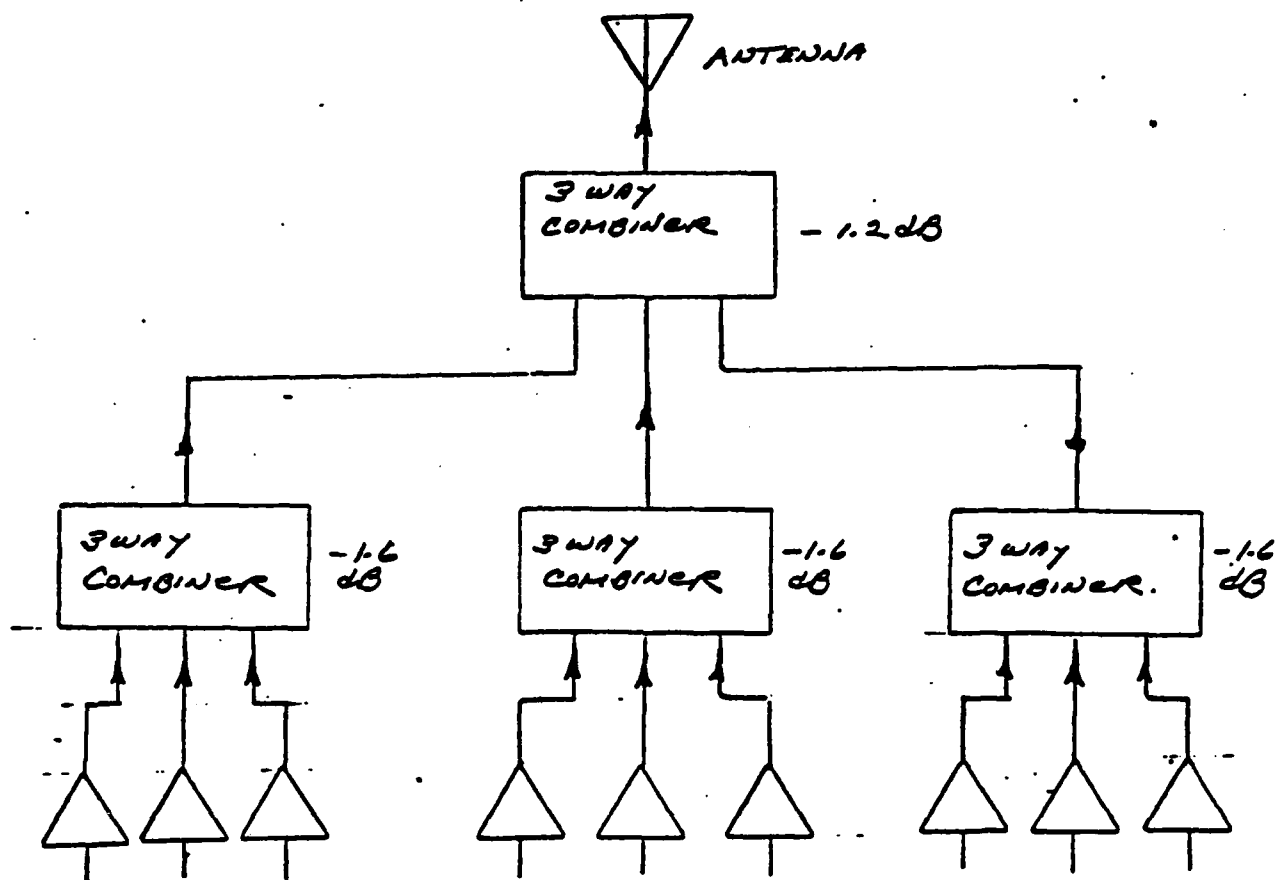 ANTENNA
3 WAY
COMBINER
- 1.2 dB
3 WAY
COMBINER
-1.6
dB
3 WAY
COMBINER
-1.6
dB
3 WAY
COMBINER.
-1.6
dB